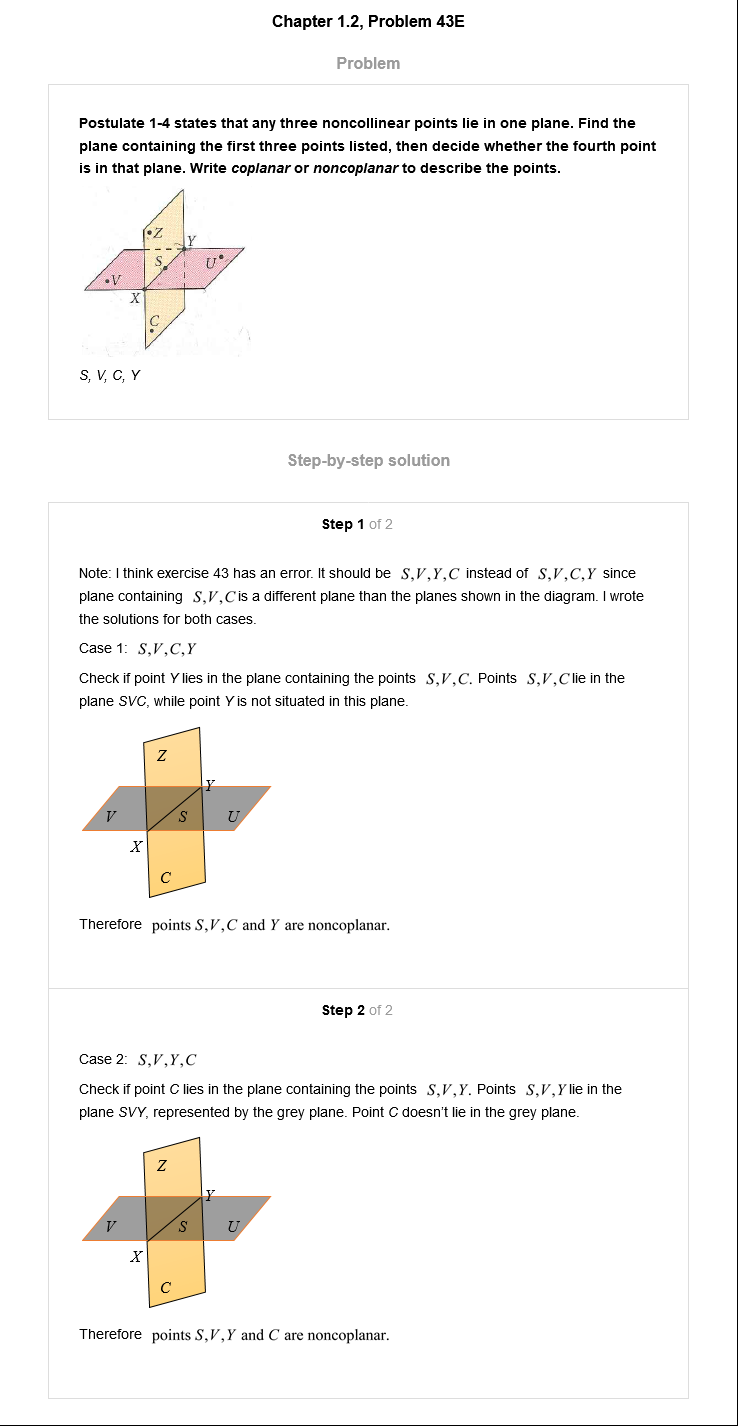 Chapter 1.2, Problem 43E
Problem
Postulate 1-4 states that any three noncollinear points lie in one plane. Find the
plane containing the first three points listed, then decide whether the fourth point
is in that plane. Write coplanar or noncoplanar to describe the points.
Z
Y
S
U
V
X
C
S, V, C, Y
Step-by-step solution
Step 1 of 2
Note: I think exercise 43 has an error. It should be S,V,Y,C instead of S,V,C,Y since
plane containing S,V,C is a different plane than the planes shown in the diagram. I wrote
the solutions for both cases.
Case 1: S,V,C,Y
Check if point Y lies in the plane containing the points S,V,C. Points S,V,C lie in the
plane SVC, while point Y is not situated in this plane.
Z
Y
V
S
U
X
C
Therefore points S,V,C and Y are noncoplanar.
Step 2 of 2
Case 2: S,V,Y,C
Check if point C lies in the plane containing the points S,V,Y. Points S,V,Y lie in the
plane SVY, represented by the grey plane. Point C doesn't lie in the grey plane.
Z
Y
V
S
U
X
C
Therefore points S,V,Y and C are noncoplanar.